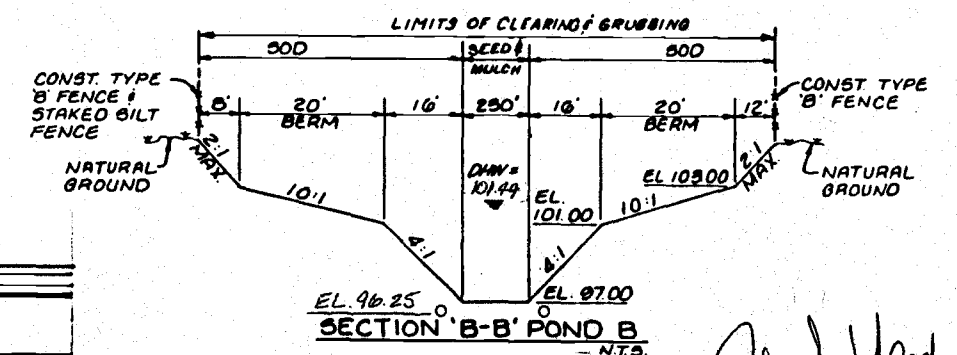 LIMITS OF CLEARING & GRUBBING
SOD SEED & MULCH SOD
CONST. TYPE 'B' FENCE & STAKED SILT FENCE
8' 20' BERM 16' 250' 16' 20' BERM 12'
CONST TYPE 'B' FENCE
2:1 MAX.
NATURAL GROUND
10:1
4:1
DHW = 101.44
EL. 101.00
4:1
10:1
EL 103.00
2:1 MAX
NATURAL GROUND
EL. 96.25
EL. 97.00
SECTION 'B-B' POND B
N.T.S.